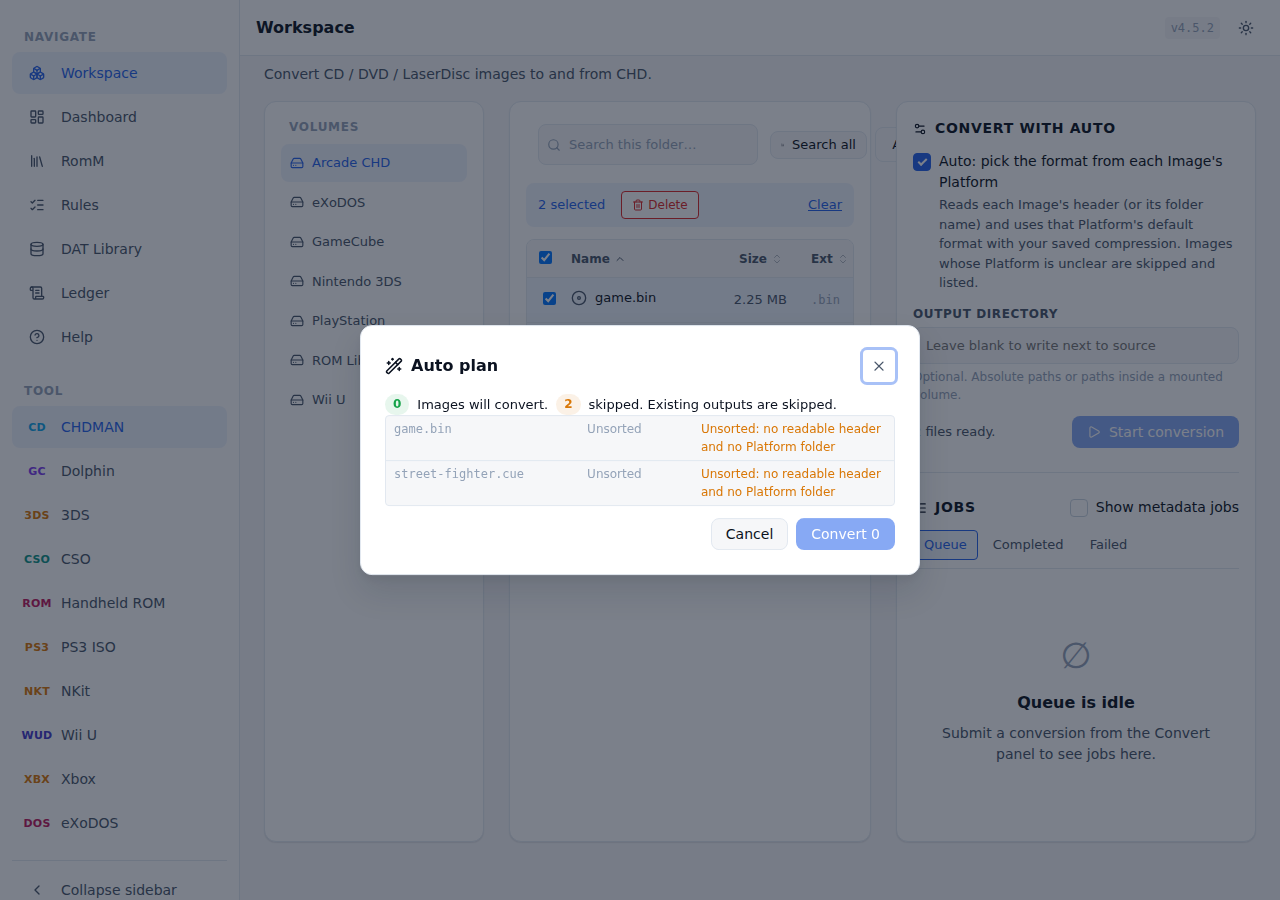 NAVIGATE
Workspace
Dashboard
RomM
Rules
DAT Library
Ledger
Help
TOOL
CD CHDMAN
GC Dolphin
3DS 3DS
CSO CSO
ROM Handheld ROM
PS3 PS3 ISO
NKT NKit
WUD Wii U
XBX Xbox
DOS eXoDOS
Collapse sidebar
Workspace
v4.5.2
Convert CD / DVD / LaserDisc images to and from CHD.
VOLUMES
Arcade CHD
eXoDOS
GameCube
Nintendo 3DS
PlayStation
ROM
Wii U
Search this folder...
Search all
2 selected
Delete
Clear
Name
Size
Ext
game.bin
2.25 MB
.bin
CONVERT WITH AUTO
Auto: pick the format from each Image's
Platform
Reads each Image's header (or its folder
name) and uses that Platform's default
format with your saved compression. Images
whose Platform is unclear are skipped and
listed.
OUTPUT DIRECTORY
Leave blank to write next to source
Absolute paths or paths inside a mounted
files ready.
Start conversion
JOBS
Show metadata jobs
Queue
Completed
Failed
Queue is idle
Submit a conversion from the Convert
panel to see jobs here.
Auto plan
0 Images will convert. 2 skipped. Existing outputs are skipped.
game.bin
Unsorted
Unsorted: no readable header
and no Platform folder
street-fighter.cue
Unsorted
Unsorted: no readable header
and no Platform folder
Cancel
Convert 0